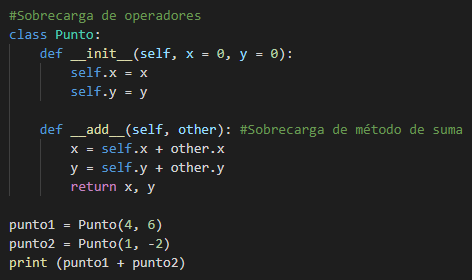 #Sobrecarga de operadores
class Punto:
    def __init__(self, x = 0, y = 0):
        self.x = x
        self.y = y

    def __add__(self, other): #Sobrecarga de método de suma
        x = self.x + other.x
        y = self.y + other.y
        return x, y

punto1 = Punto(4, 6)
punto2 = Punto(1, -2)
print (punto1 + punto2)